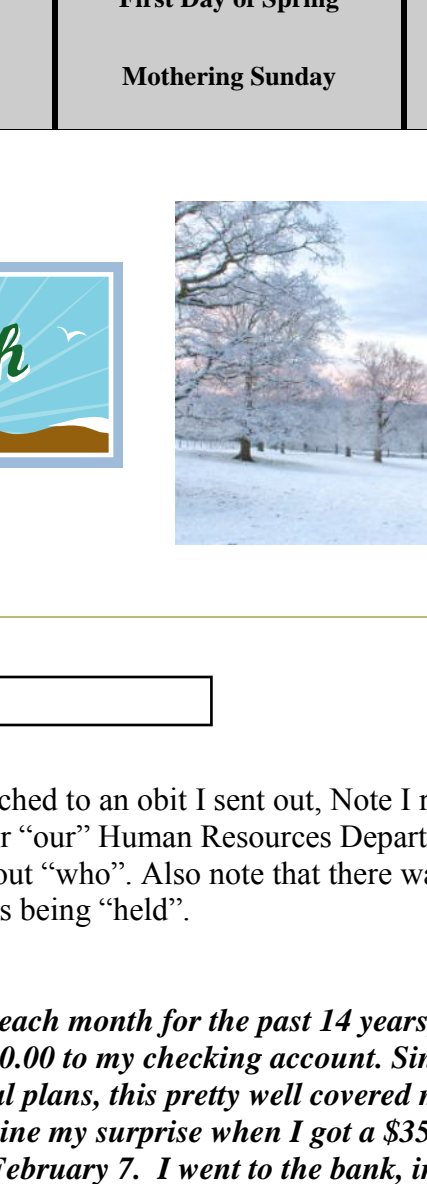 First Day of Spring
Mothering Sunday
h
ched to an obit I sent out, Note I
r “our” Human Resources Depart
out “who”. Also note that there wa
s being “held”.
each month for the past 14 years,
0.00 to my checking account. Sin
l plans, this pretty well covered
ine my surprise when I got a $35
February 7. I went to the bank, i